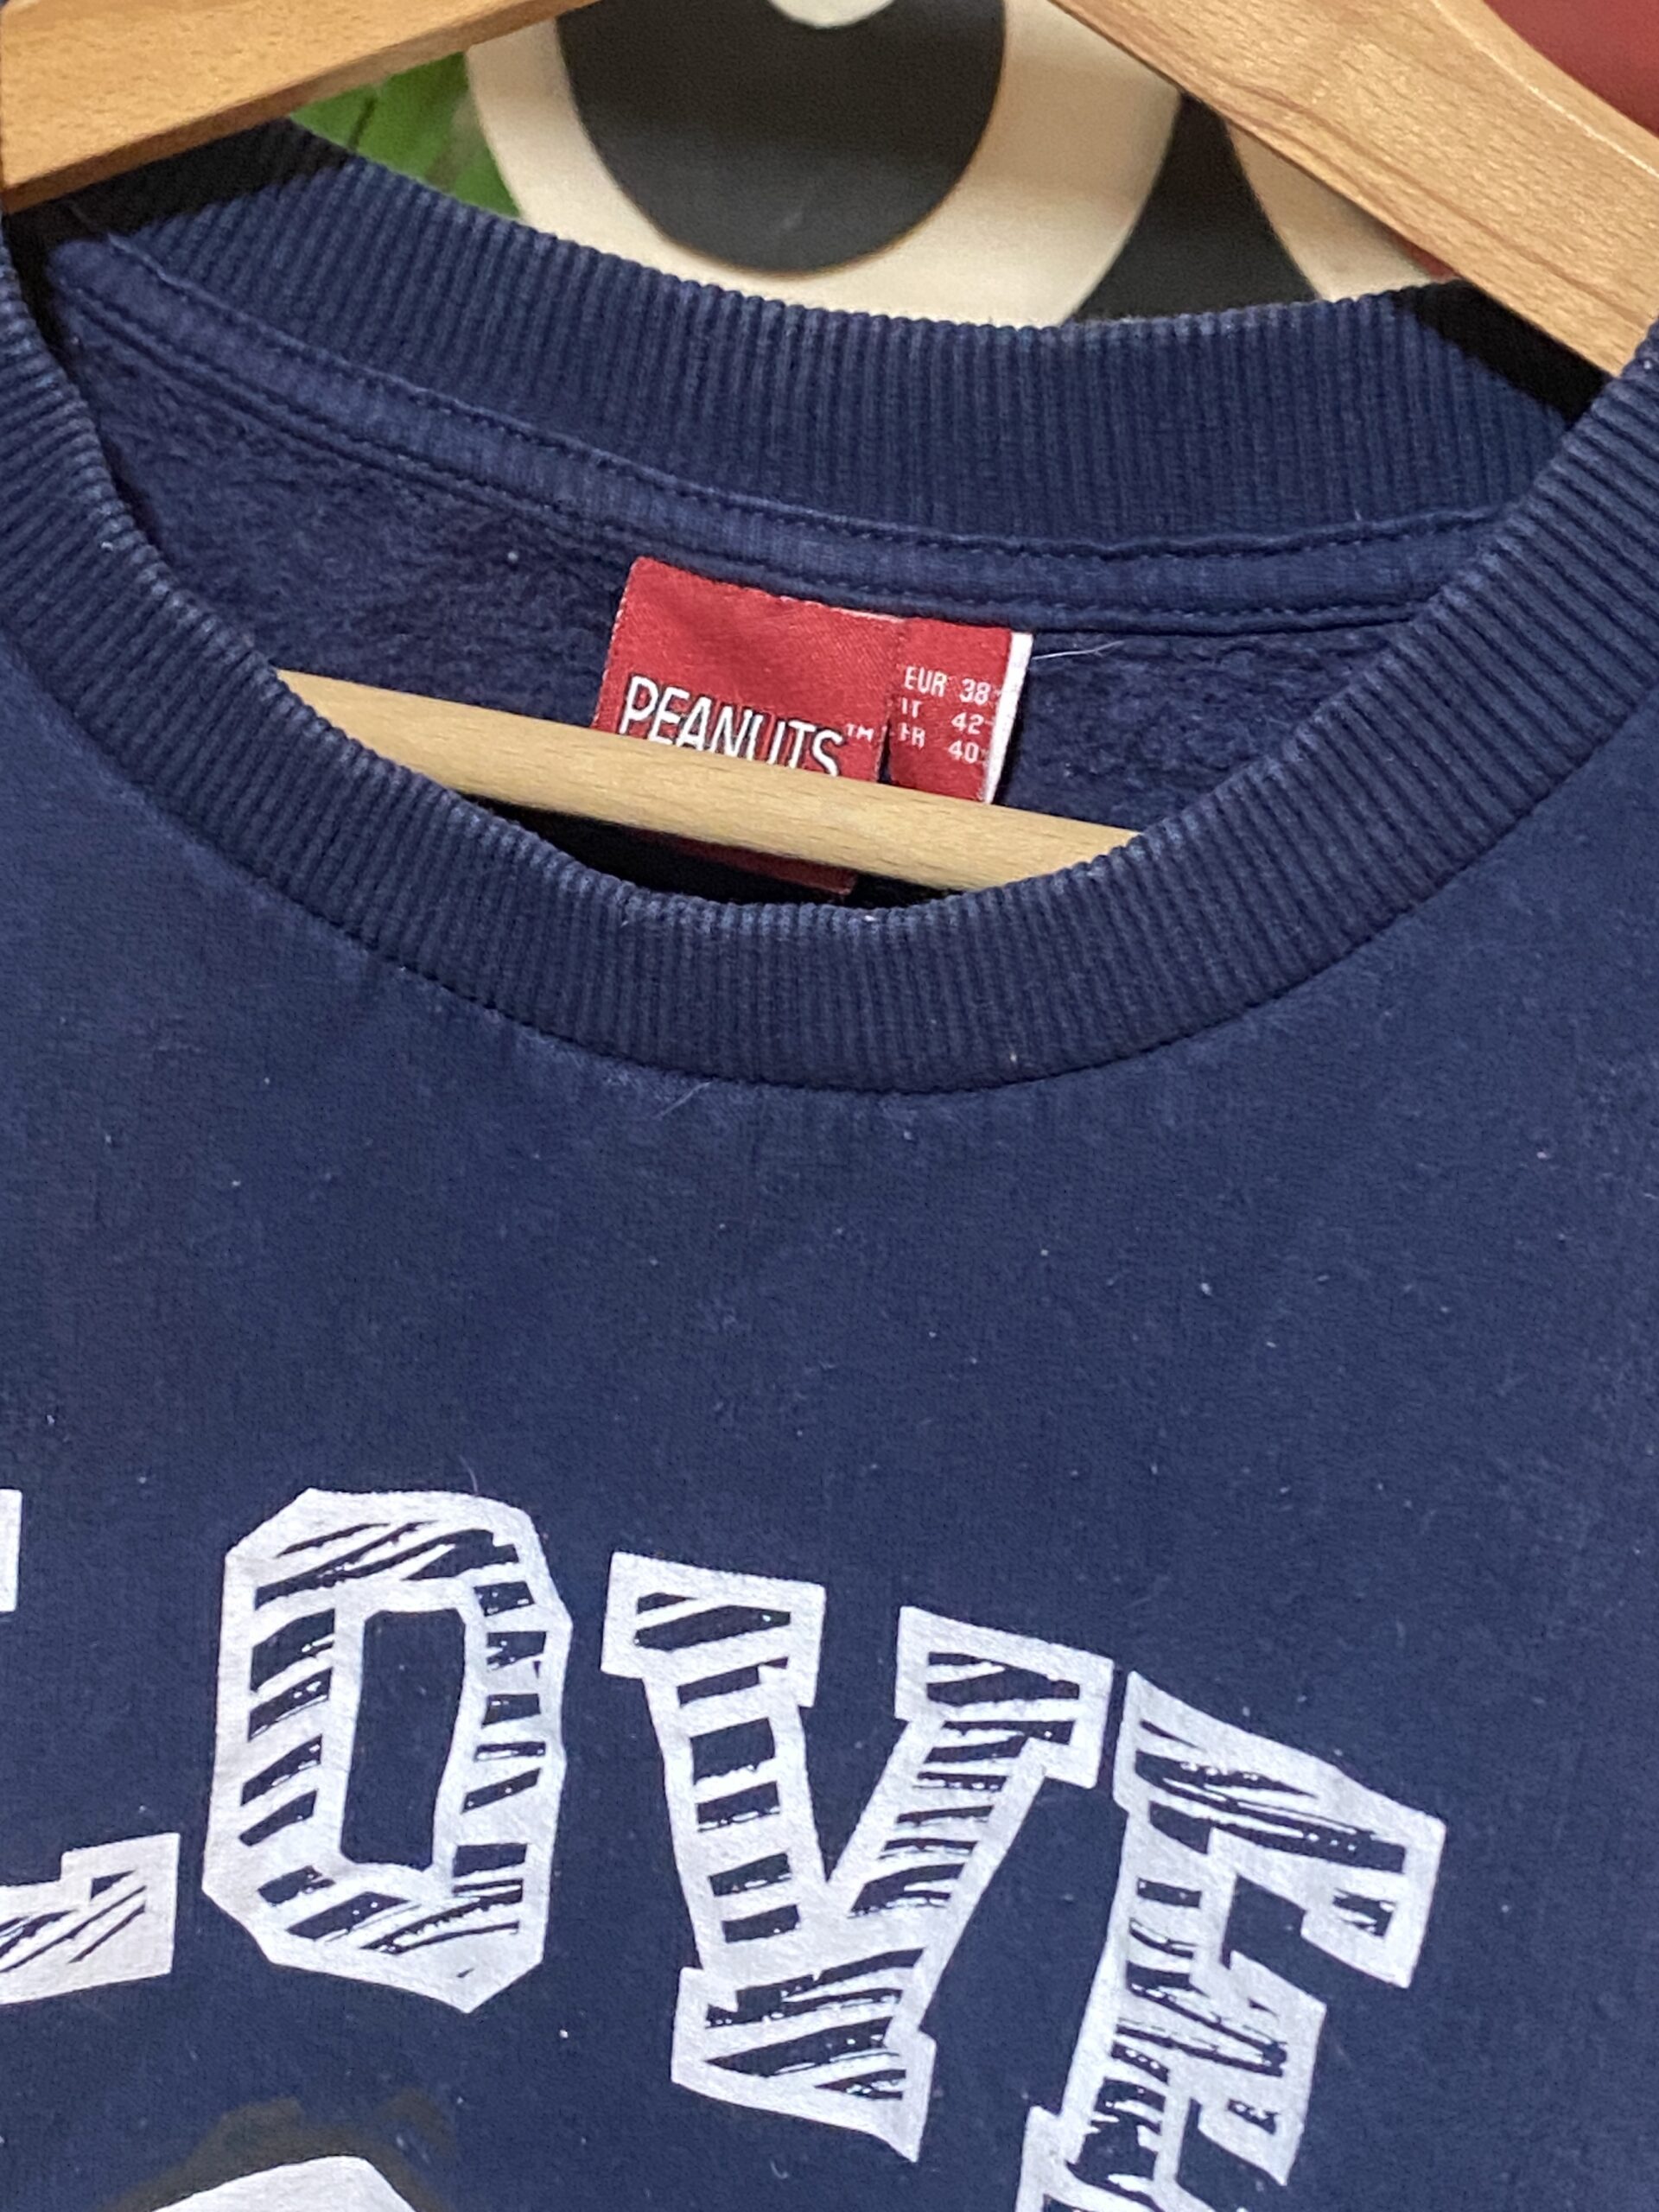 PEANUTS™
EUR 38
IT 42
FR 40
LOVE